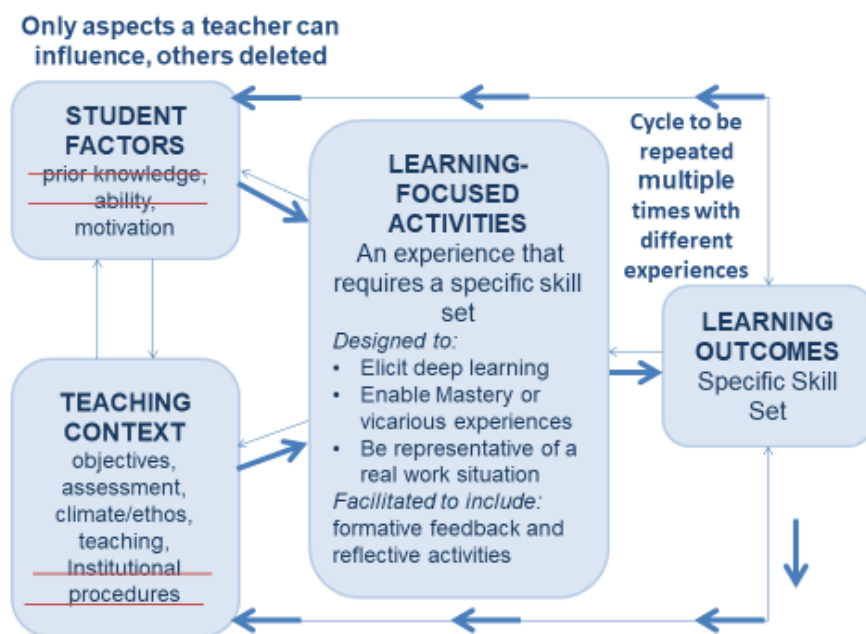 Only aspects a teacher can
influence, others deleted
STUDENT
FACTORS
prior knowledge,
ability,
motivation
TEACHING
CONTEXT
objectives,
assessment,
climate/ethos,
teaching,
Institutional
procedures
LEARNING-
FOCUSED
ACTIVITIES
An experience that
requires a specific skill
set
Designed to:
• Elicit deep learning
• Enable Mastery or
vicarious experiences
• Be representative of a
real work situation
Facilitated to include:
formative feedback and
reflective activities
Cycle to be
repeated
multiple
times with
different
experiences
LEARNING
OUTCOMES
Specific Skill
Set